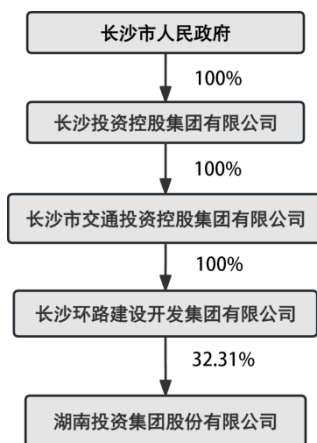 长沙市人民政府
100%
长沙投资控股集团有限公司
100%
长沙市交通投资控股集团有限公司
100%
长沙环路建设开发集团有限公司
32.31%
湖南投资集团股份有限公司